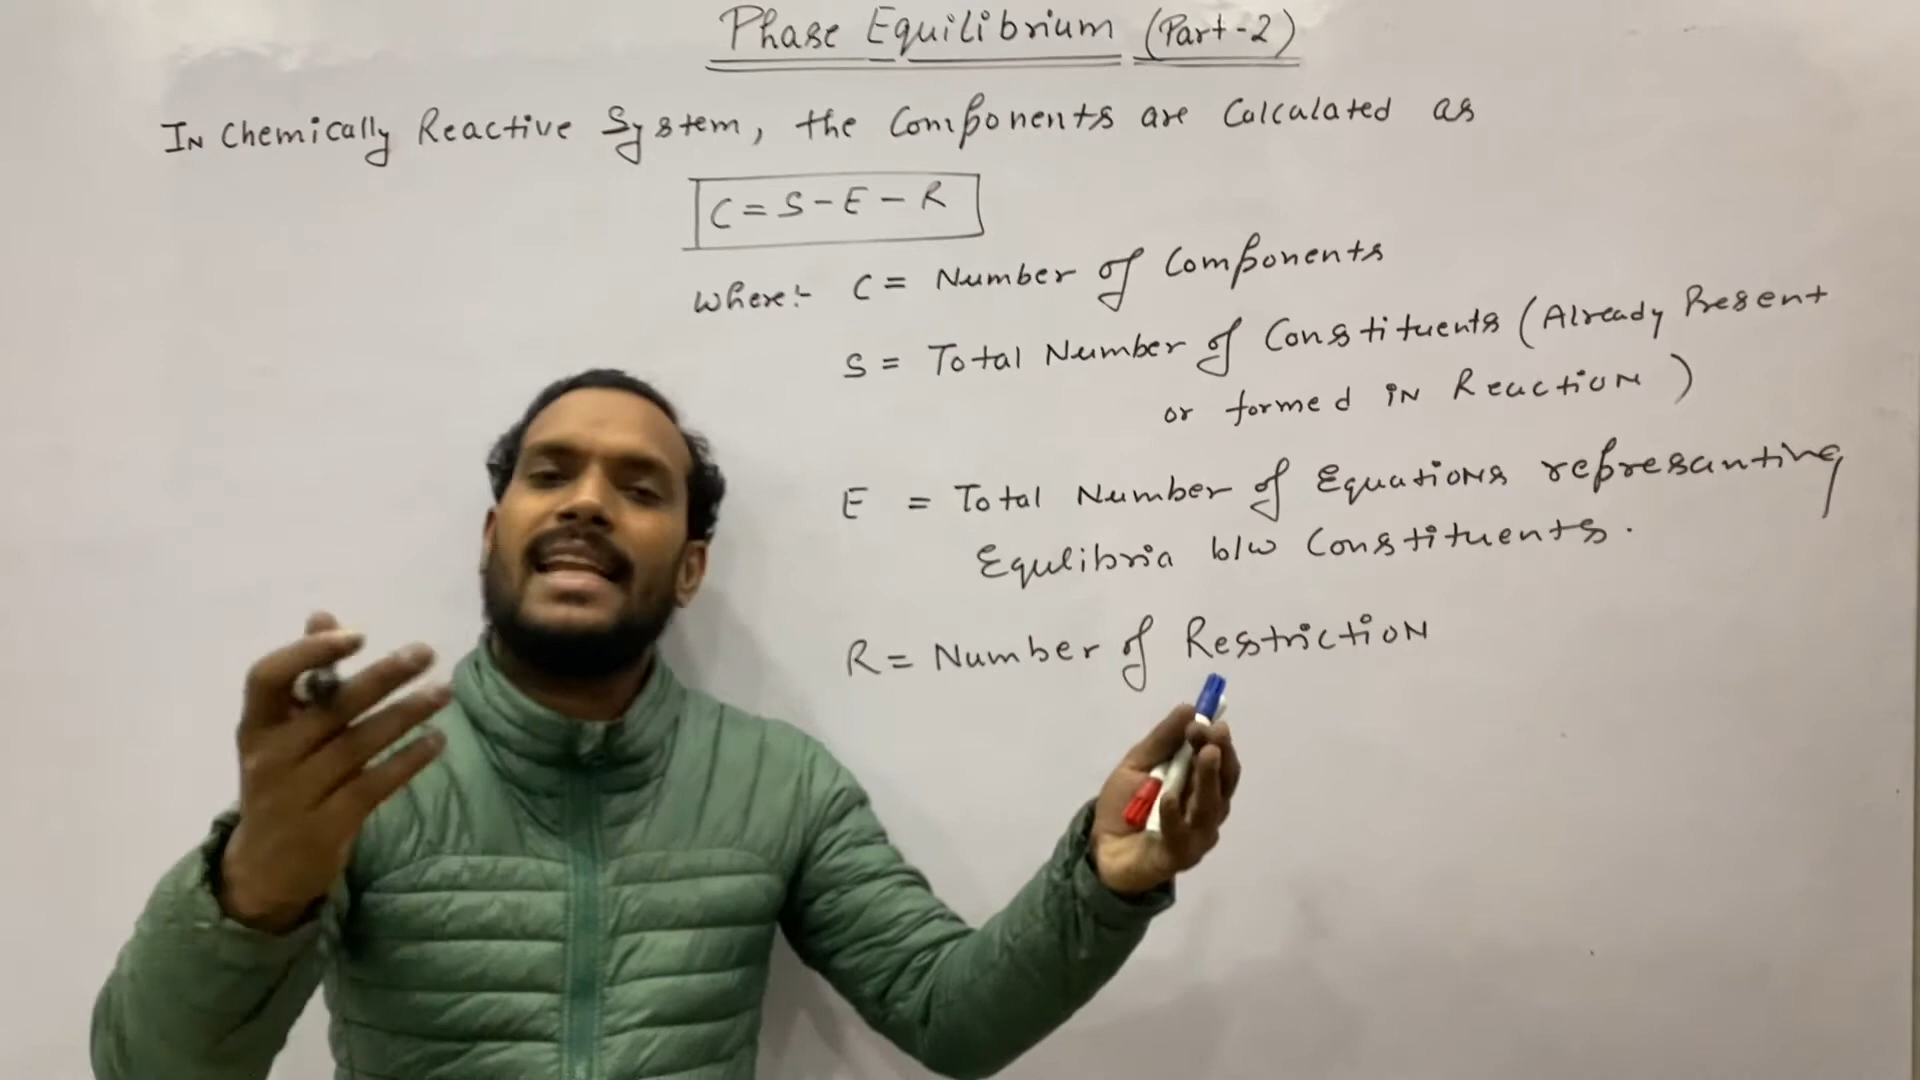 Phase Equilibrium (Part-2)
IN Chemically Reactive System, the Components are Calculated as
C = S - E - R
where:- C = Number of Components
S = Total Number of Constituents (Already Present
or formed in Reaction)
E = Total Number of Equations represanting
Equlibria b/w Constituents.
R = Number of Restriction